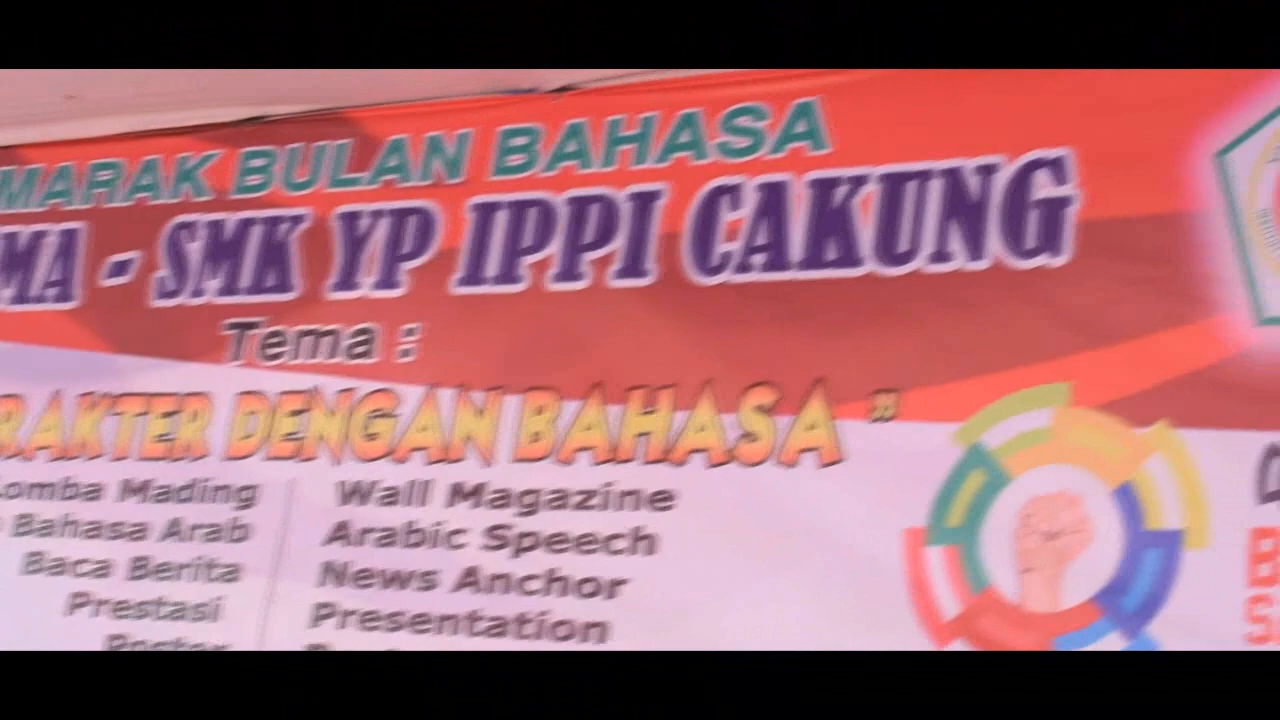 MARAK BULAN BAHASA
MA - SMK YP IPPI CAKUNG
Tema :
RAKTER DENGAN BAHASA "
Lomba Mading
Bahasa Arab
Baca Berita
Prestasi
Poster
Wall Magazine
Arabic Speech
News Anchor
Presentation